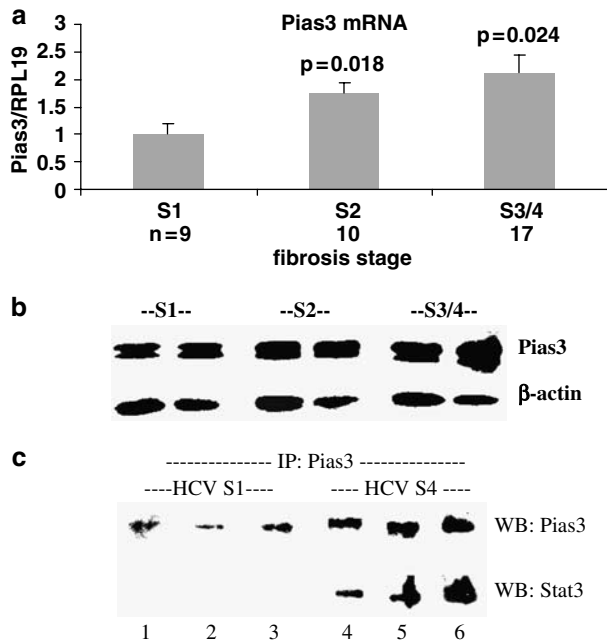 a
Pias3 mRNA
Pias3/RPL19
3
2.5
2
1.5
1
0.5
0
p=0.018
p=0.024
S1
S2
S3/4
n=9
10
17
fibrosis stage
b
--S1--
--S2--
--S3/4--
Pias3
β-actin
c
--------------- IP: Pias3 ---------------
----HCV S1----
---- HCV S4 ----
WB: Pias3
WB: Stat3
1 2 3 4 5 6